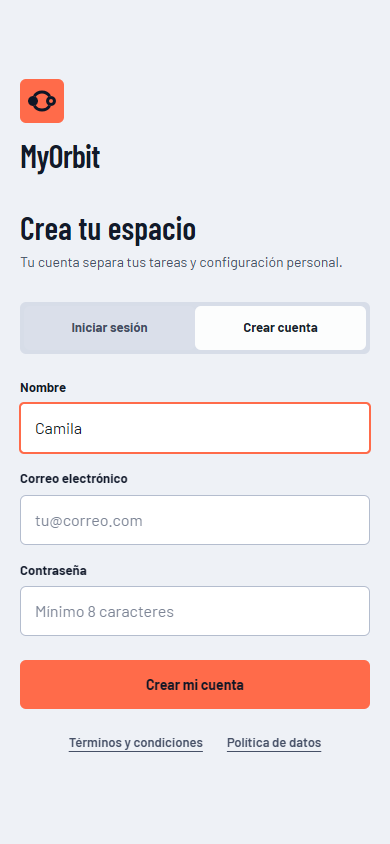 MyOrbit
Crea tu espacio
Tu cuenta separa tus tareas y configuración personal.
Iniciar sesión
Crear cuenta
Nombre
Camila
Correo electrónico
tu@correo.com
Contraseña
Mínimo 8 caracteres
Crear mi cuenta
Términos y condiciones
Política de datos